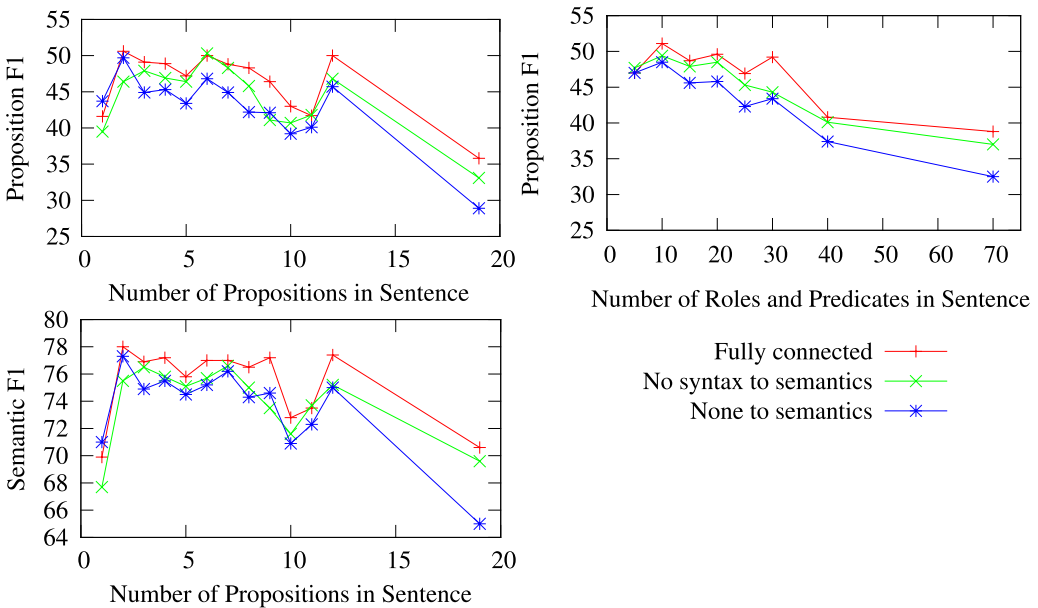 55
50
45
40
35
30
25
Proposition F1
0 5 10 15 20
Number of Propositions in Sentence
55
50
45
40
35
30
25
Proposition F1
0 10 20 30 40 50 60 70
Number of Roles and Predicates in Sentence
80
78
76
74
72
70
68
66
64
Semantic F1
0 5 10 15 20
Number of Propositions in Sentence
Fully connected
No syntax to semantics
None to semantics